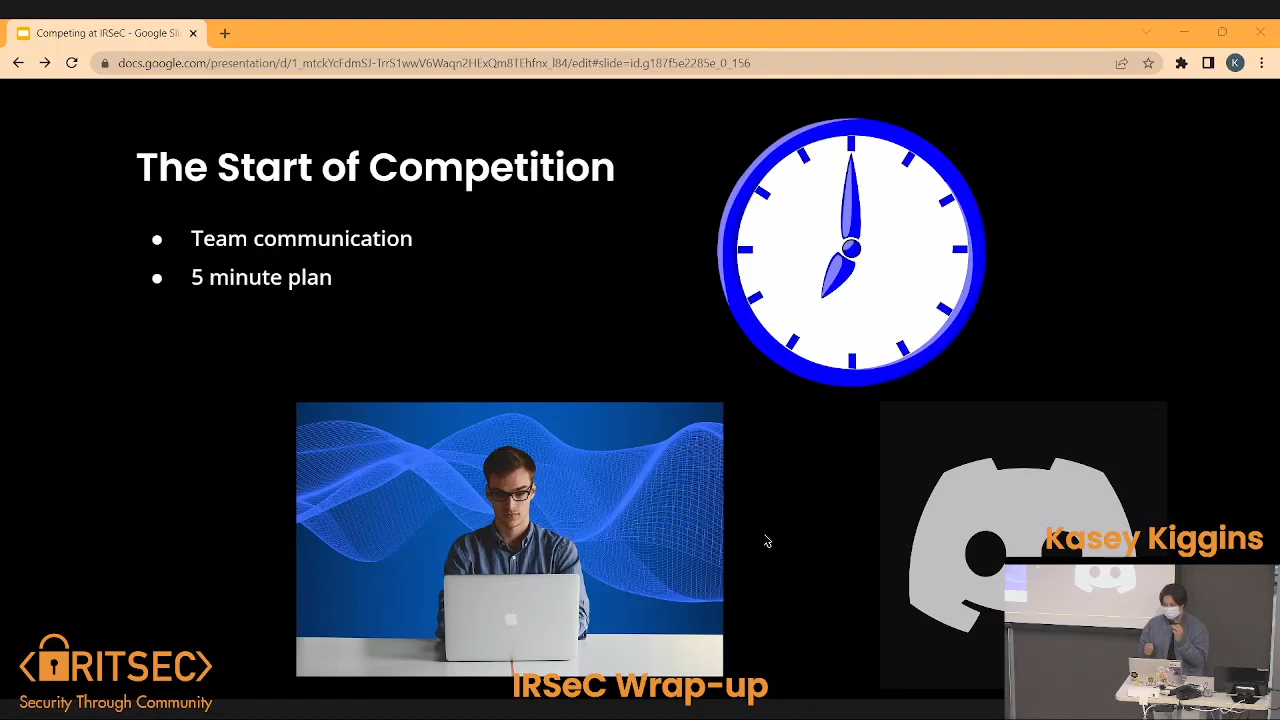 Competing at IRSeC - Google Sli
docs.google.com/presentation/d/1_mtckYcFdmSJ-TrrS1wwV6Waqn2HExQm8TEhflx_l84/edit#slide=id.g187f5e2285e_0_156
K
The Start of Competition
● Team communication
● 5 minute plan
Kasey Kiggins
RITSEC
Security Through Community
IRSeC Wrap-up